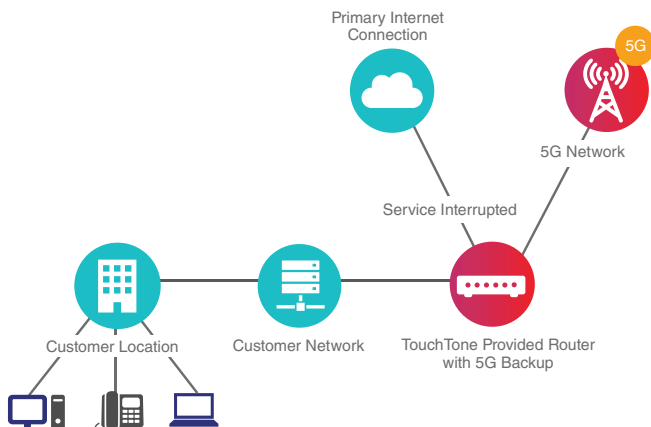 Primary Internet
Connection
5G
5G Network
Service Interrupted
Customer Location
Customer Network
TouchTone Provided Router
with 5G Backup